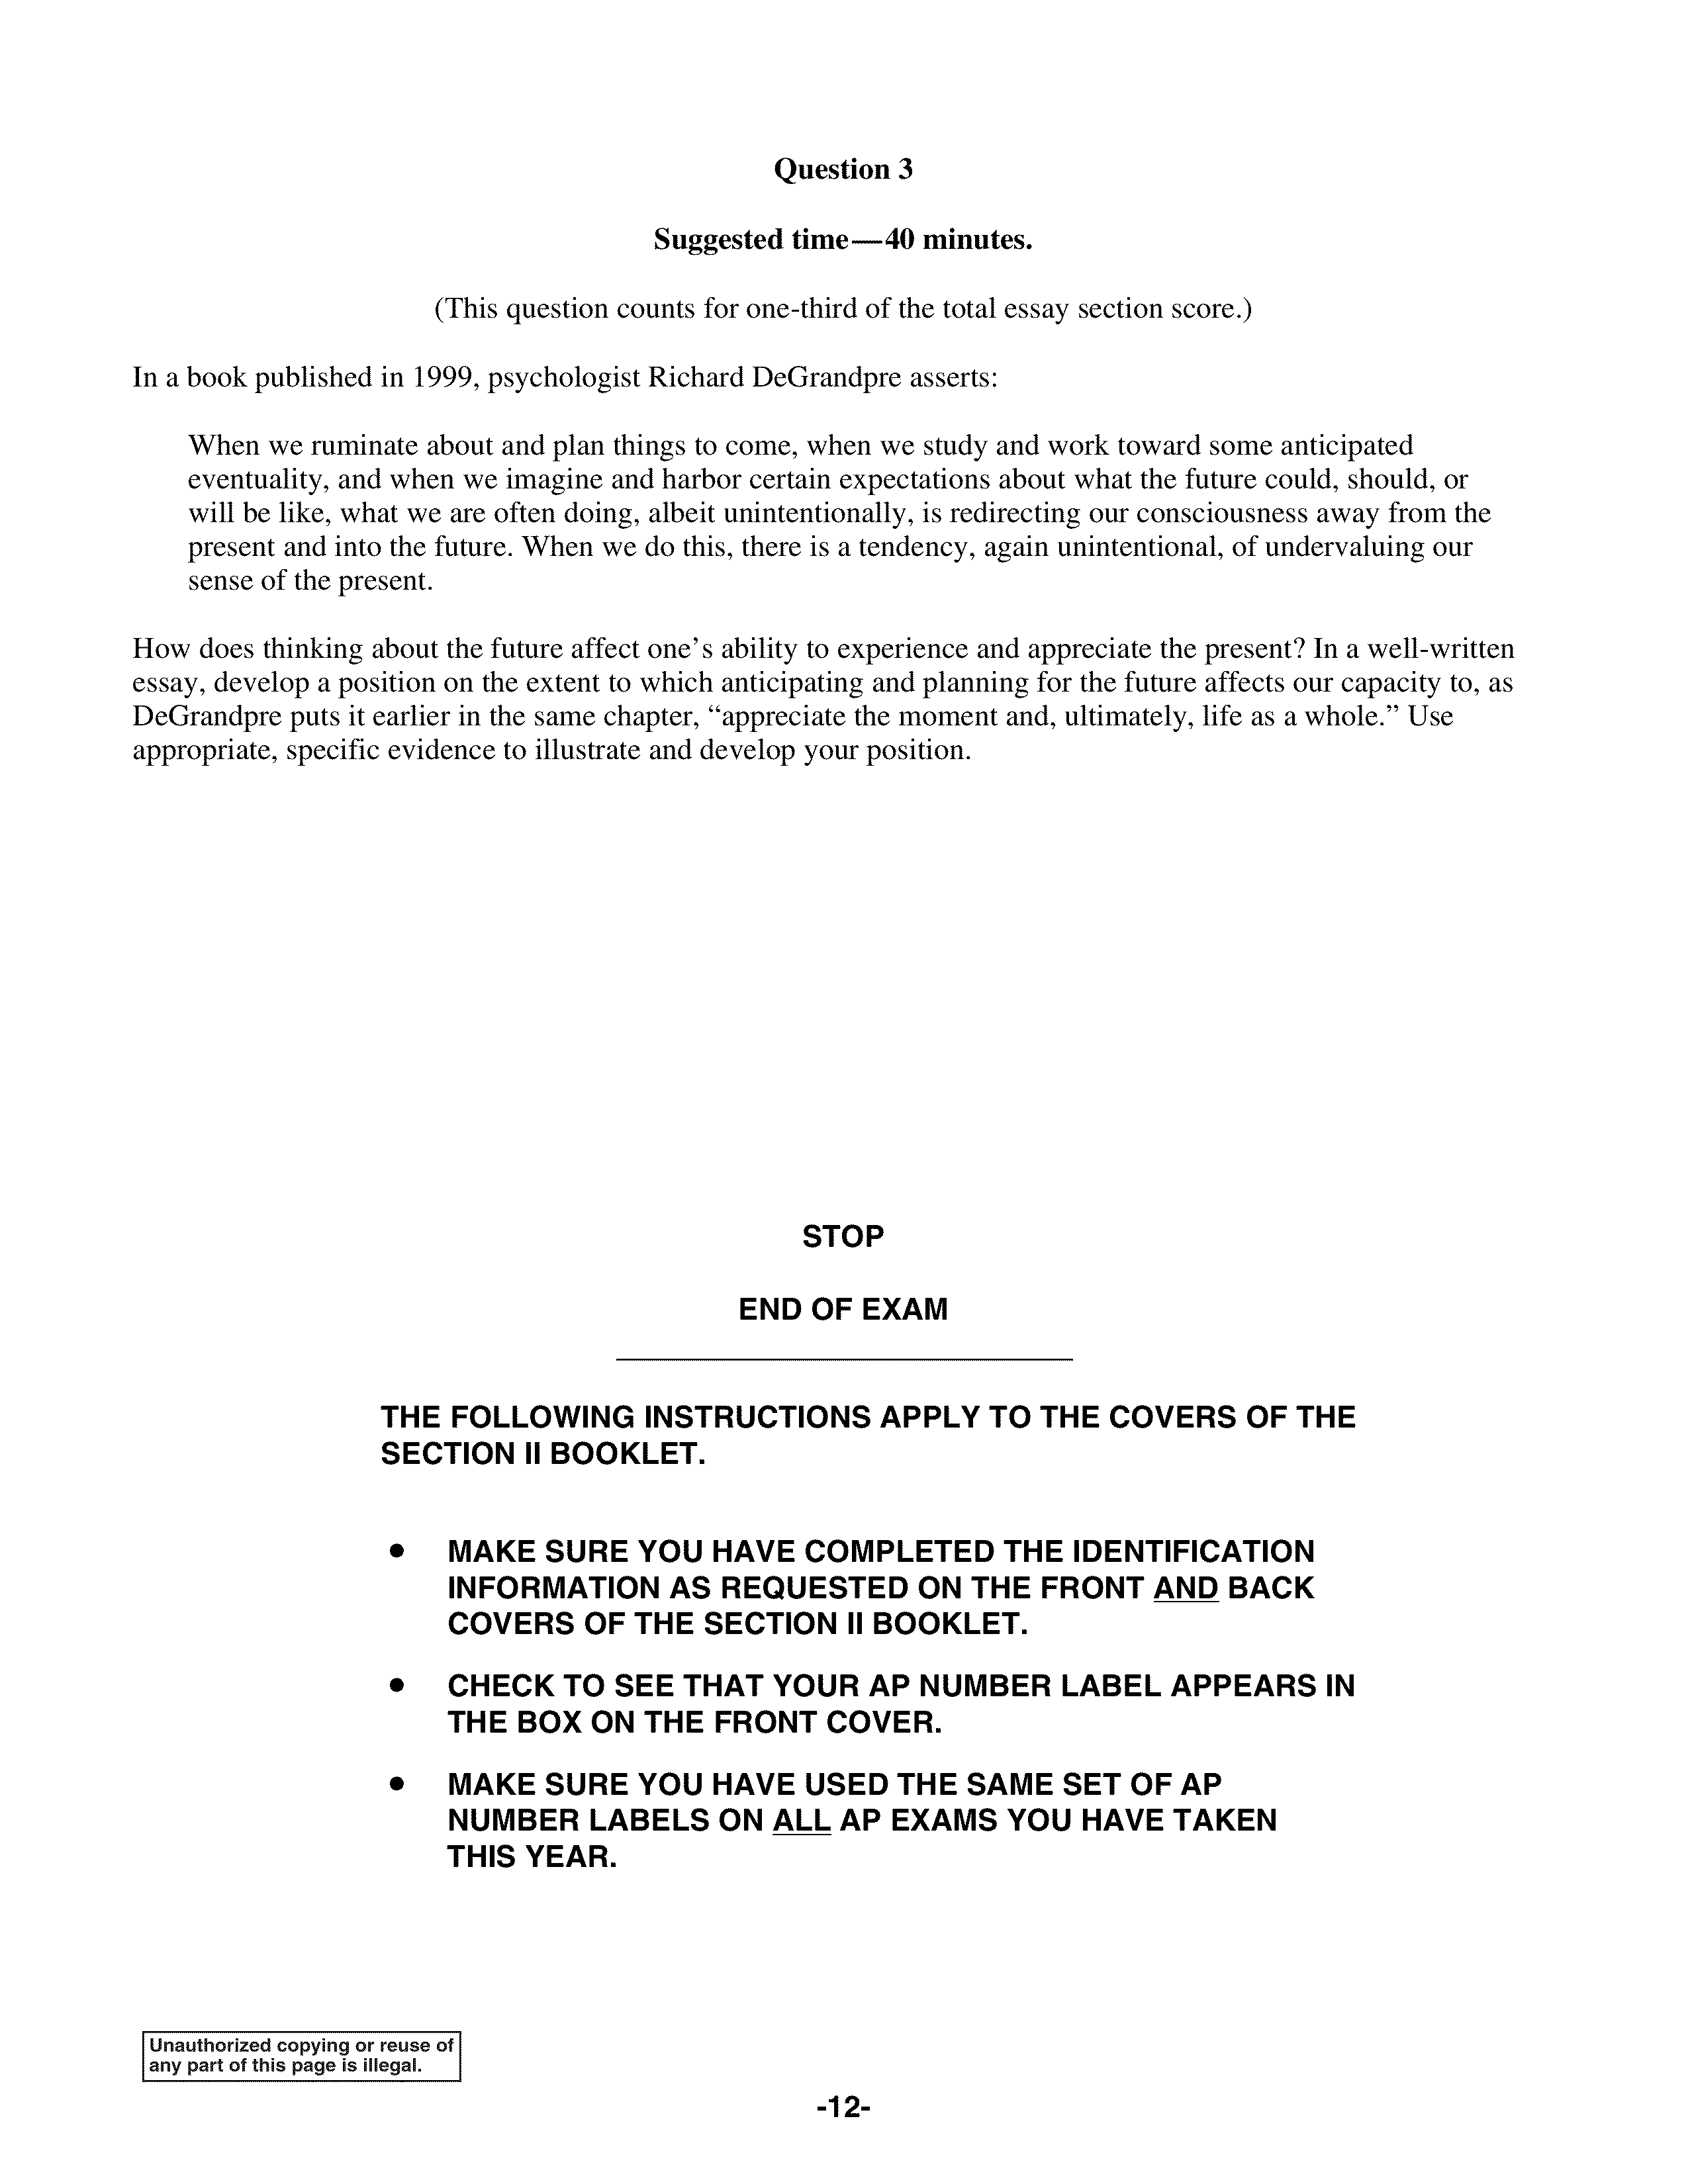 Question 3
Suggested time—40 minutes.
(This question counts for one-third of the total essay section score.)
In a book published in 1999, psychologist Richard DeGrandpre asserts:
When we ruminate about and plan things to come, when we study and work toward some anticipated
eventuality, and when we imagine and harbor certain expectations about what the future could, should, or
will be like, what we are often doing, albeit unintentionally, is redirecting our consciousness away from the
present and into the future. When we do this, there is a tendency, again unintentional, of undervaluing our
sense of the present.
How does thinking about the future affect one's ability to experience and appreciate the present? In a well-written
essay, develop a position on the extent to which anticipating and planning for the future affects our capacity to, as
DeGrandpre puts it earlier in the same chapter, “appreciate the moment and, ultimately, life as a whole.” Use
appropriate, specific evidence to illustrate and develop your position.
STOP
END OF EXAM
THE FOLLOWING INSTRUCTIONS APPLY TO THE COVERS OF THE
SECTION II BOOKLET.
• MAKE SURE YOU HAVE COMPLETED THE IDENTIFICATION
INFORMATION AS REQUESTED ON THE FRONT AND BACK
COVERS OF THE SECTION II BOOKLET.
• CHECK TO SEE THAT YOUR AP NUMBER LABEL APPEARS IN
THE BOX ON THE FRONT COVER.
• MAKE SURE YOU HAVE USED THE SAME SET OF AP
NUMBER LABELS ON ALL AP EXAMS YOU HAVE TAKEN
THIS YEAR.
Unauthorized copying or reuse of
any part of this page is illegal.
-12-